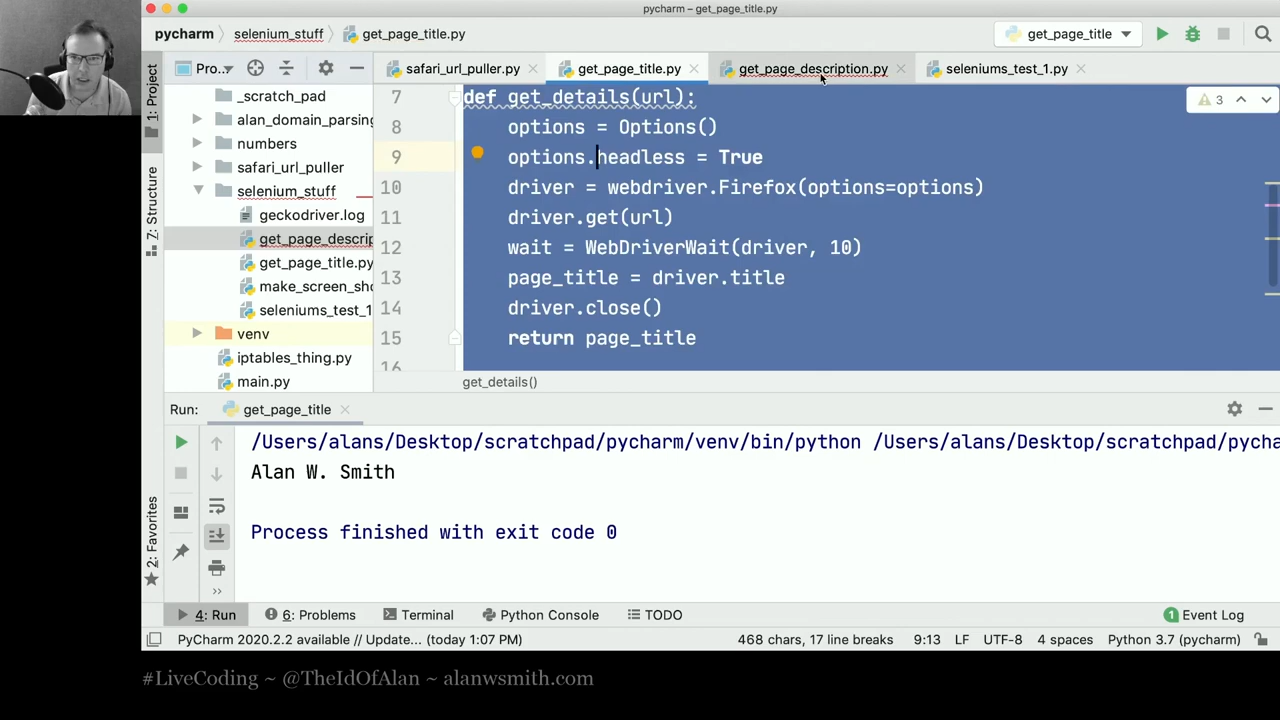 pycharm – get_page_title.py
pycharm selenium_stuff get_page_title.py get_page_title
1: Project
Pro... safari_url_puller.py get_page_title.py get_page_description.py seleniums_test_1.py
_scratch_pad
alan_domain_parsing
numbers
safari_url_puller
selenium_stuff
geckodriver.log
get_page_descrip
get_page_title.py
make_screen_sho
seleniums_test_1
venv
iptables_thing.py
main.py
7 def get_details(url):
8 options = Options()
9 options.headless = True
10 driver = webdriver.Firefox(options=options)
11 driver.get(url)
12 wait = WebDriverWait(driver, 10)
13 page_title = driver.title
14 driver.close()
15 return page_title
16
3
get_details()
7: Structure
2: Favorites
Run: get_page_title
/Users/alans/Desktop/scratchpad/pycharm/venv/bin/python /Users/alans/Desktop/scratchpad/pycha
Alan W. Smith
Process finished with exit code 0
4: Run 6: Problems Terminal Python Console TODO 1 Event Log
PyCharm 2020.2.2 available // Update... (today 1:07 PM) 468 chars, 17 line breaks 9:13 LF UTF-8 4 spaces Python 3.7 (pycharm)
#LiveCoding ~ @TheIdOfAlan ~ alanwsmith.com